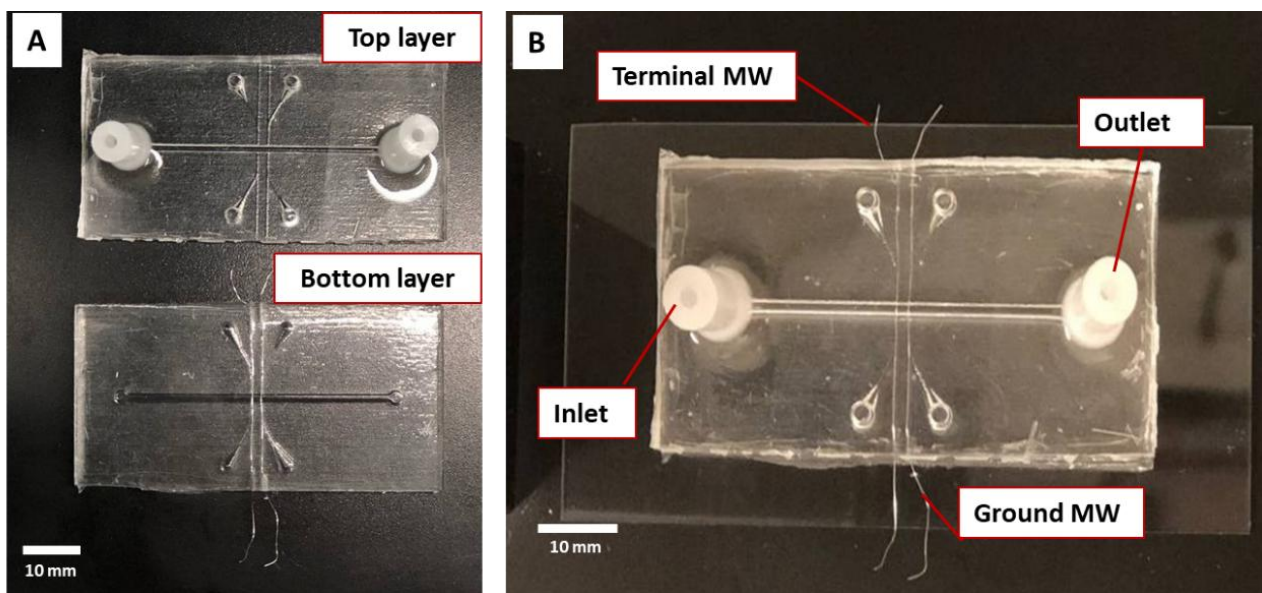 A
Top layer
Bottom layer
10 mm
B
Terminal MW
Outlet
Inlet
Ground MW
10 mm